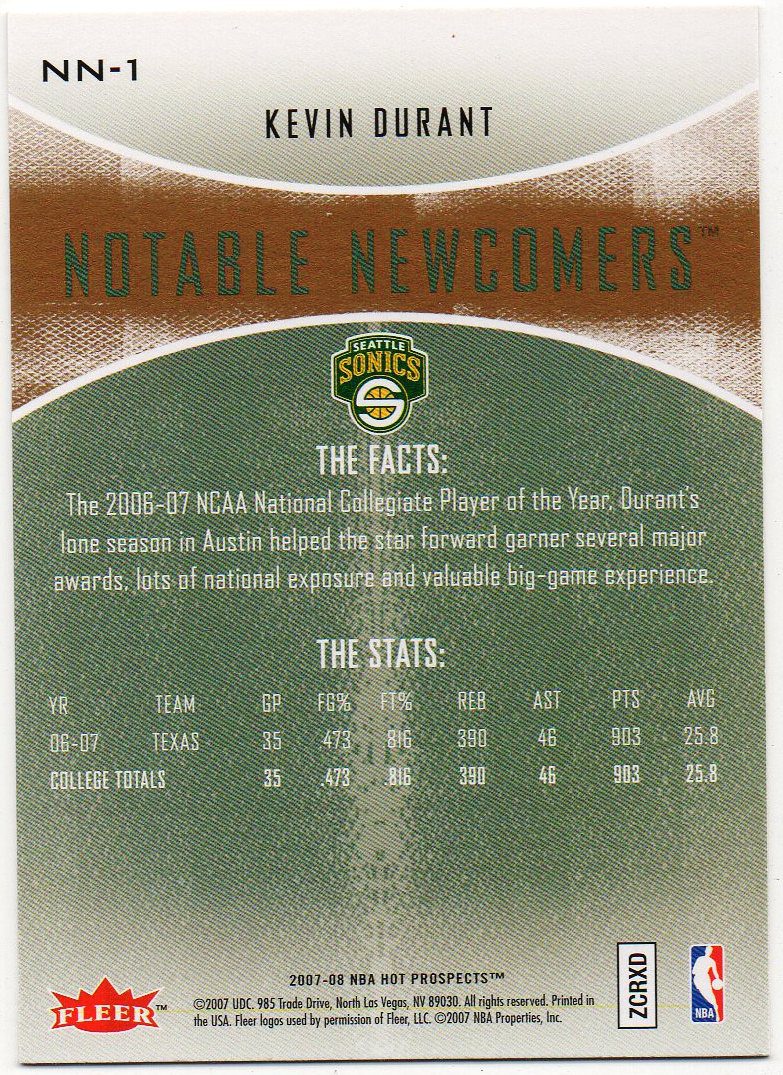 NN-1
KEVIN DURANT
NOTABLE NEWCOMERS™
SEATTLE
SONICS
THE FACTS:
The 2006-07 NCAA National Collegiate Player of the Year, Durant's
lone season in Austin helped the star forward garner several major
awards, lots of national exposure and valuable big-game experience.
THE STATS:
YR TEAM GP FG% FT% REB AST PTS AVG
06-07 TEXAS 35 .473 .816 390 46 903 25.8
COLLEGE TOTALS 35 .473 .816 390 46 903 25.8
2007-08 NBA HOT PROSPECTS™
©2007 UDC. 985 Trade Drive, North Las Vegas, NV 89030. All rights reserved. Printed in
the USA. Fleer logos used by permission of Fleer, LLC. ©2007 NBA Properties, Inc.
FLEER™
ZCRXD
NBA